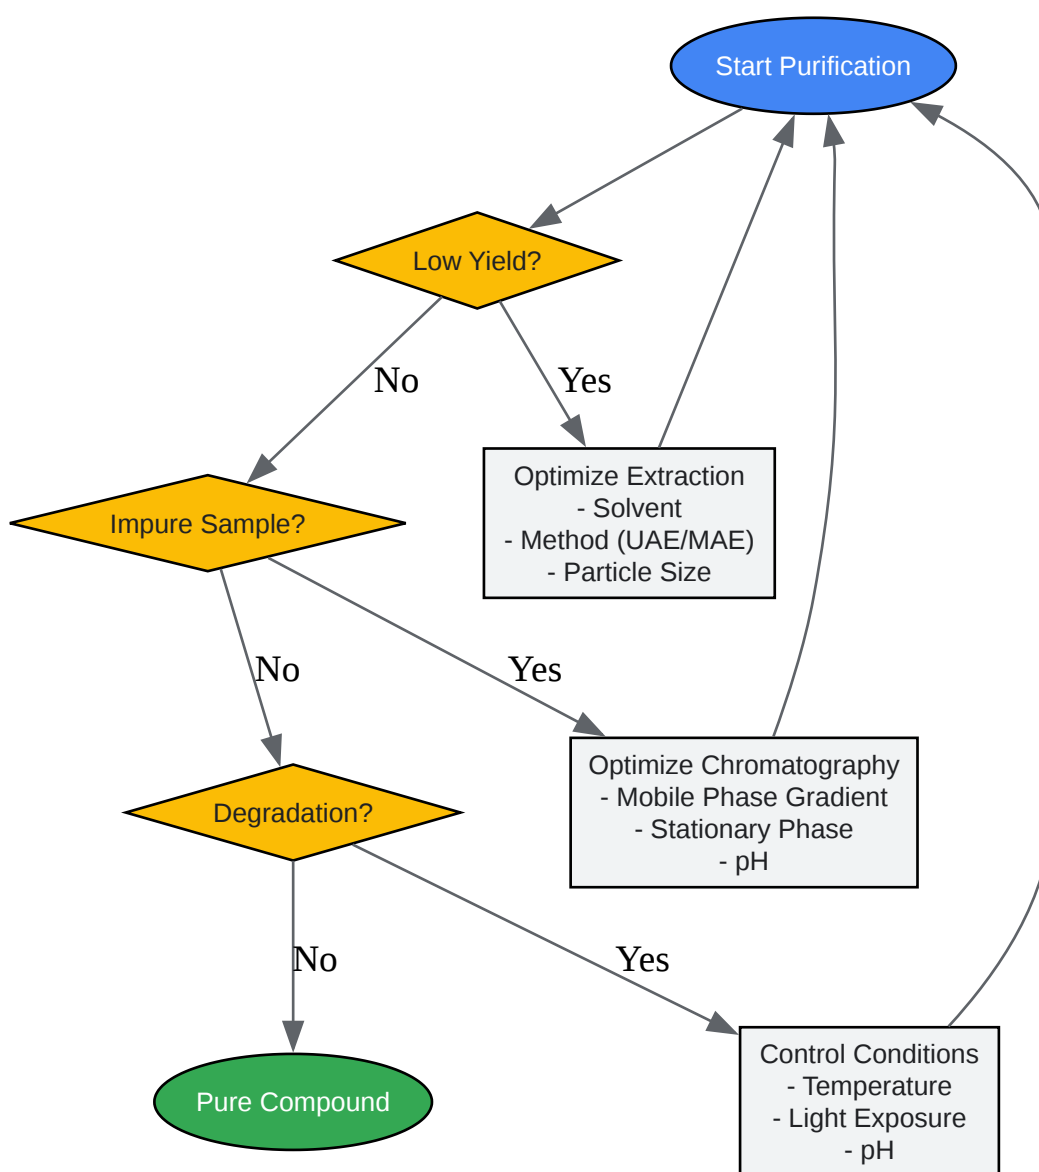 Start Purification
Low Yield?
No
Yes
Optimize Extraction
- Solvent
- Method (UAE/MAE)
- Particle Size
Impure Sample?
No
Yes
Optimize Chromatography
- Mobile Phase Gradient
- Stationary Phase
- pH
Degradation?
No
Yes
Control Conditions
- Temperature
- Light Exposure
- pH
Pure Compound